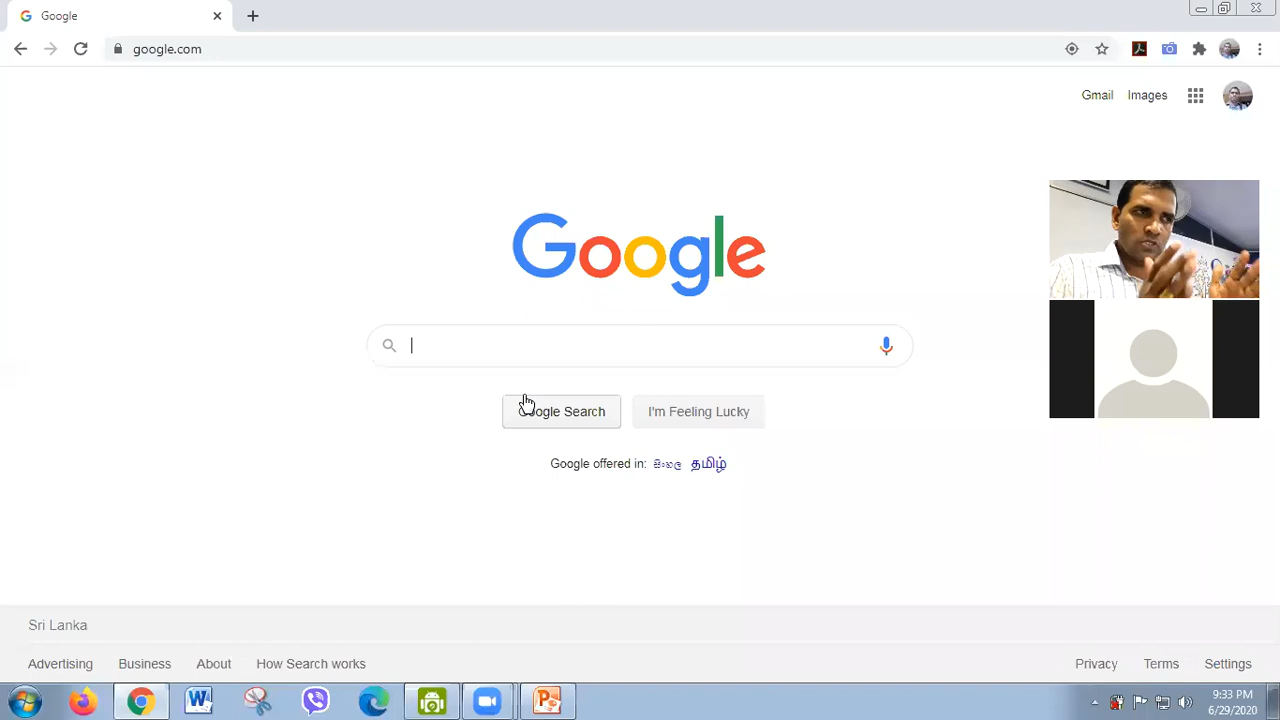 Google
google.com
Gmail Images
Google
Google Search
I'm Feeling Lucky
Google offered in: සිංහල தமிழ்
Sri Lanka
Advertising Business About How Search works
Privacy Terms Settings
9:33 PM
6/29/2020